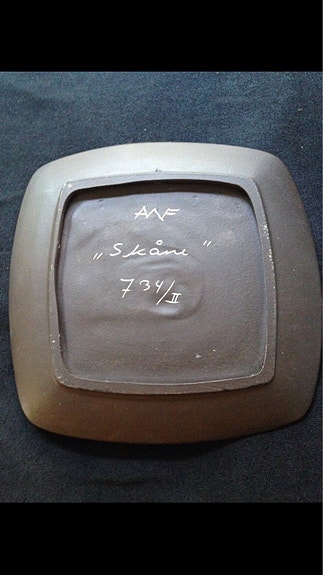 ANF
„Skåne"
734/II